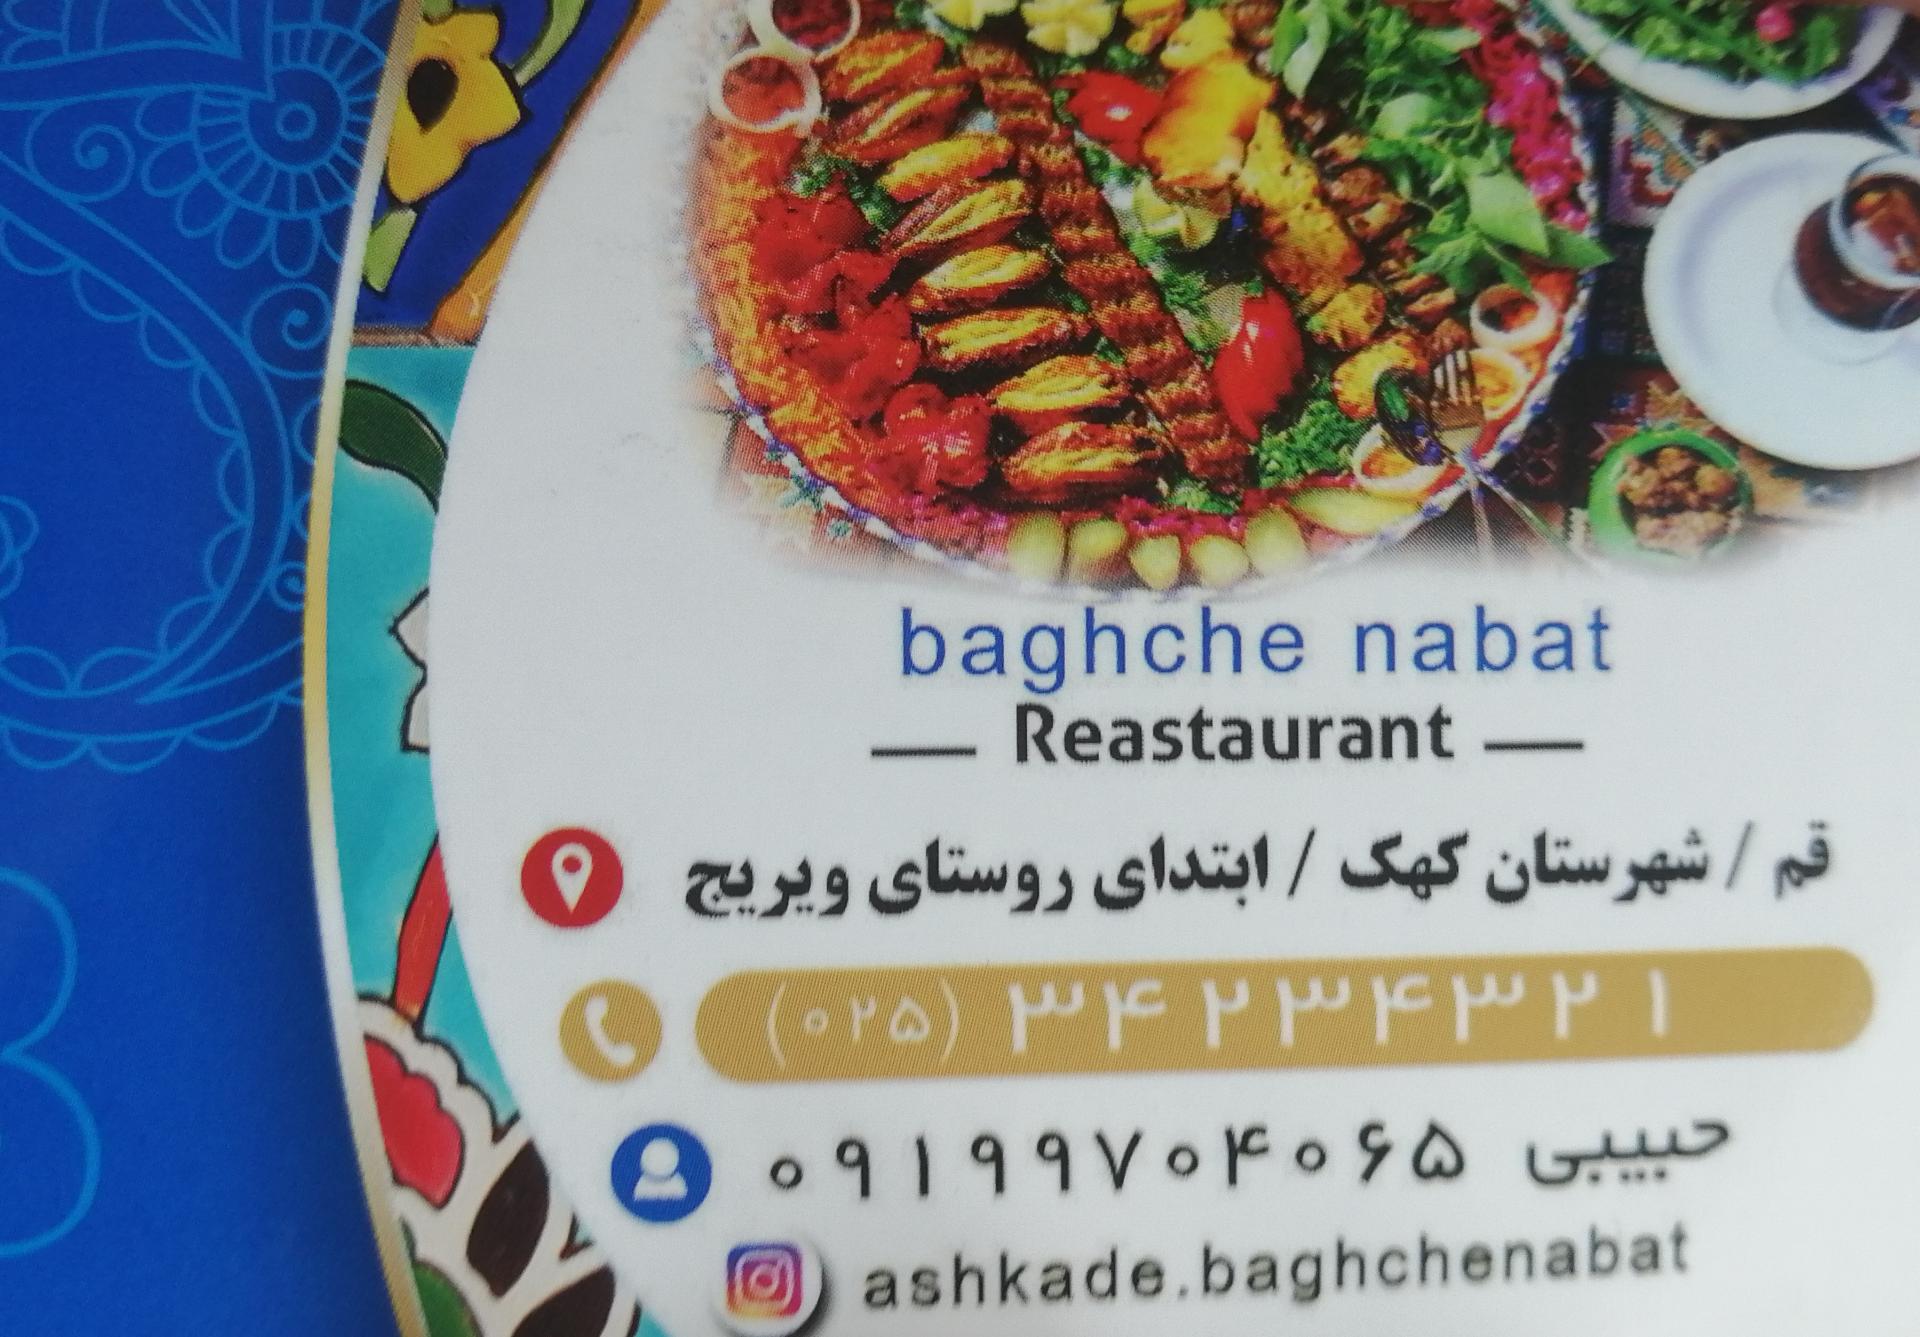 baghche nabat
Reastaurant
قم / شهرستان کهک / ابتدای روستای ویریج
(۰۲۵) ۳۴۲۳۴۳۲۱
۰۹۱۹۹۷۰۴۰۶۵ حبیبی
ashkade.baghchenabat